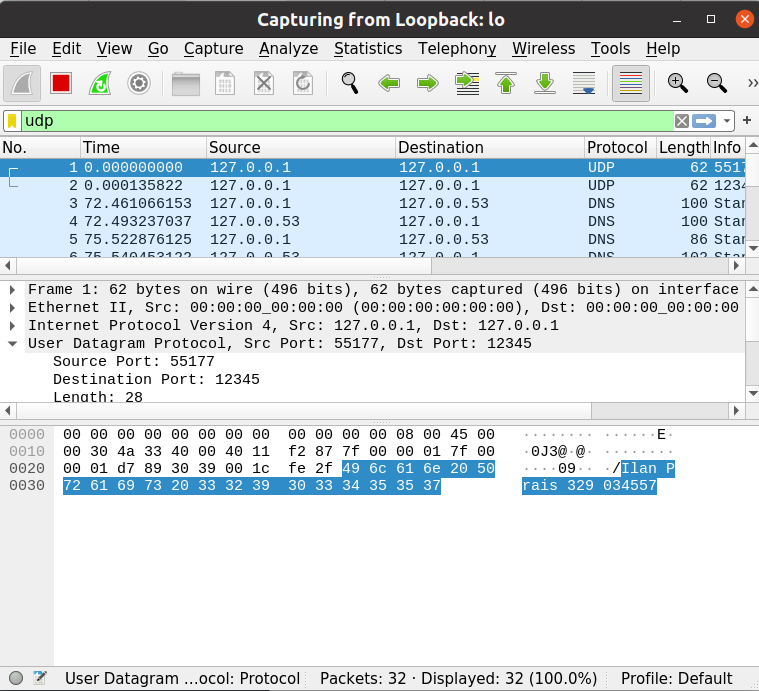 Capturing from Loopback: lo
File Edit View Go Capture Analyze Statistics Telephony Wireless Tools Help
udp
No. Time Source Destination Protocol Length Info
1 0.000000000 127.0.0.1 127.0.0.1 UDP 62 5517
2 0.000135822 127.0.0.1 127.0.0.1 UDP 62 1234
3 72.461066153 127.0.0.1 127.0.0.53 DNS 100 Star
4 72.493237037 127.0.0.53 127.0.0.1 DNS 100 Star
5 75.522876125 127.0.0.1 127.0.0.53 DNS 86 Star
6 75.540453122 127.0.0.53 127.0.0.1 DNS 102 Star
Frame 1: 62 bytes on wire (496 bits), 62 bytes captured (496 bits) on interface
Ethernet II, Src: 00:00:00_00:00:00 (00:00:00:00:00:00), Dst: 00:00:00_00:00:00
Internet Protocol Version 4, Src: 127.0.0.1, Dst: 127.0.0.1
User Datagram Protocol, Src Port: 55177, Dst Port: 12345
Source Port: 55177
Destination Port: 12345
Length: 28
0000 00 00 00 00 00 00 00 00 00 00 00 00 08 00 45 00 ········ ······E·
0010 00 30 4a 33 40 00 40 11 f2 87 7f 00 00 01 7f 00 ·0J3@·@· ········
0020 00 01 d7 89 30 39 00 1c fe 2f 49 6c 61 6e 20 50 ····09·· ·/Ilan P
0030 72 61 69 73 20 33 32 39 30 33 34 35 35 37 rais 329 034557
User Datagram ...ocol: Protocol Packets: 32 · Displayed: 32 (100.0%) Profile: Default